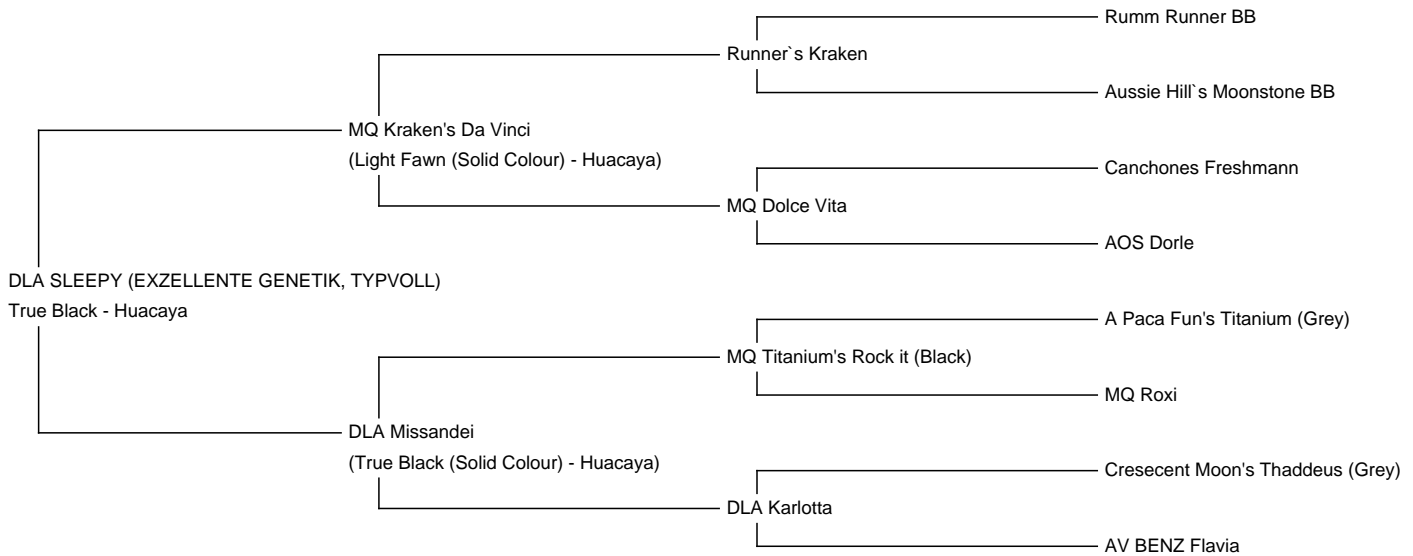 Rumm Runner BB
Runner`s Kraken
Aussie Hill`s Moonstone BB
MQ Kraken's Da Vinci
(Light Fawn (Solid Colour) - Huacaya)
Canchones Freshmann
MQ Dolce Vita
AOS Dorle
DLA SLEEPY (EXZELLENTE GENETIK, TYPVOLL)
True Black - Huacaya
A Paca Fun's Titanium (Grey)
MQ Titanium's Rock it (Black)
MQ Roxi
DLA Missandei
(True Black (Solid Colour) - Huacaya)
Cresecent Moon's Thaddeus (Grey)
DLA Karlotta
AV BENZ Flavia